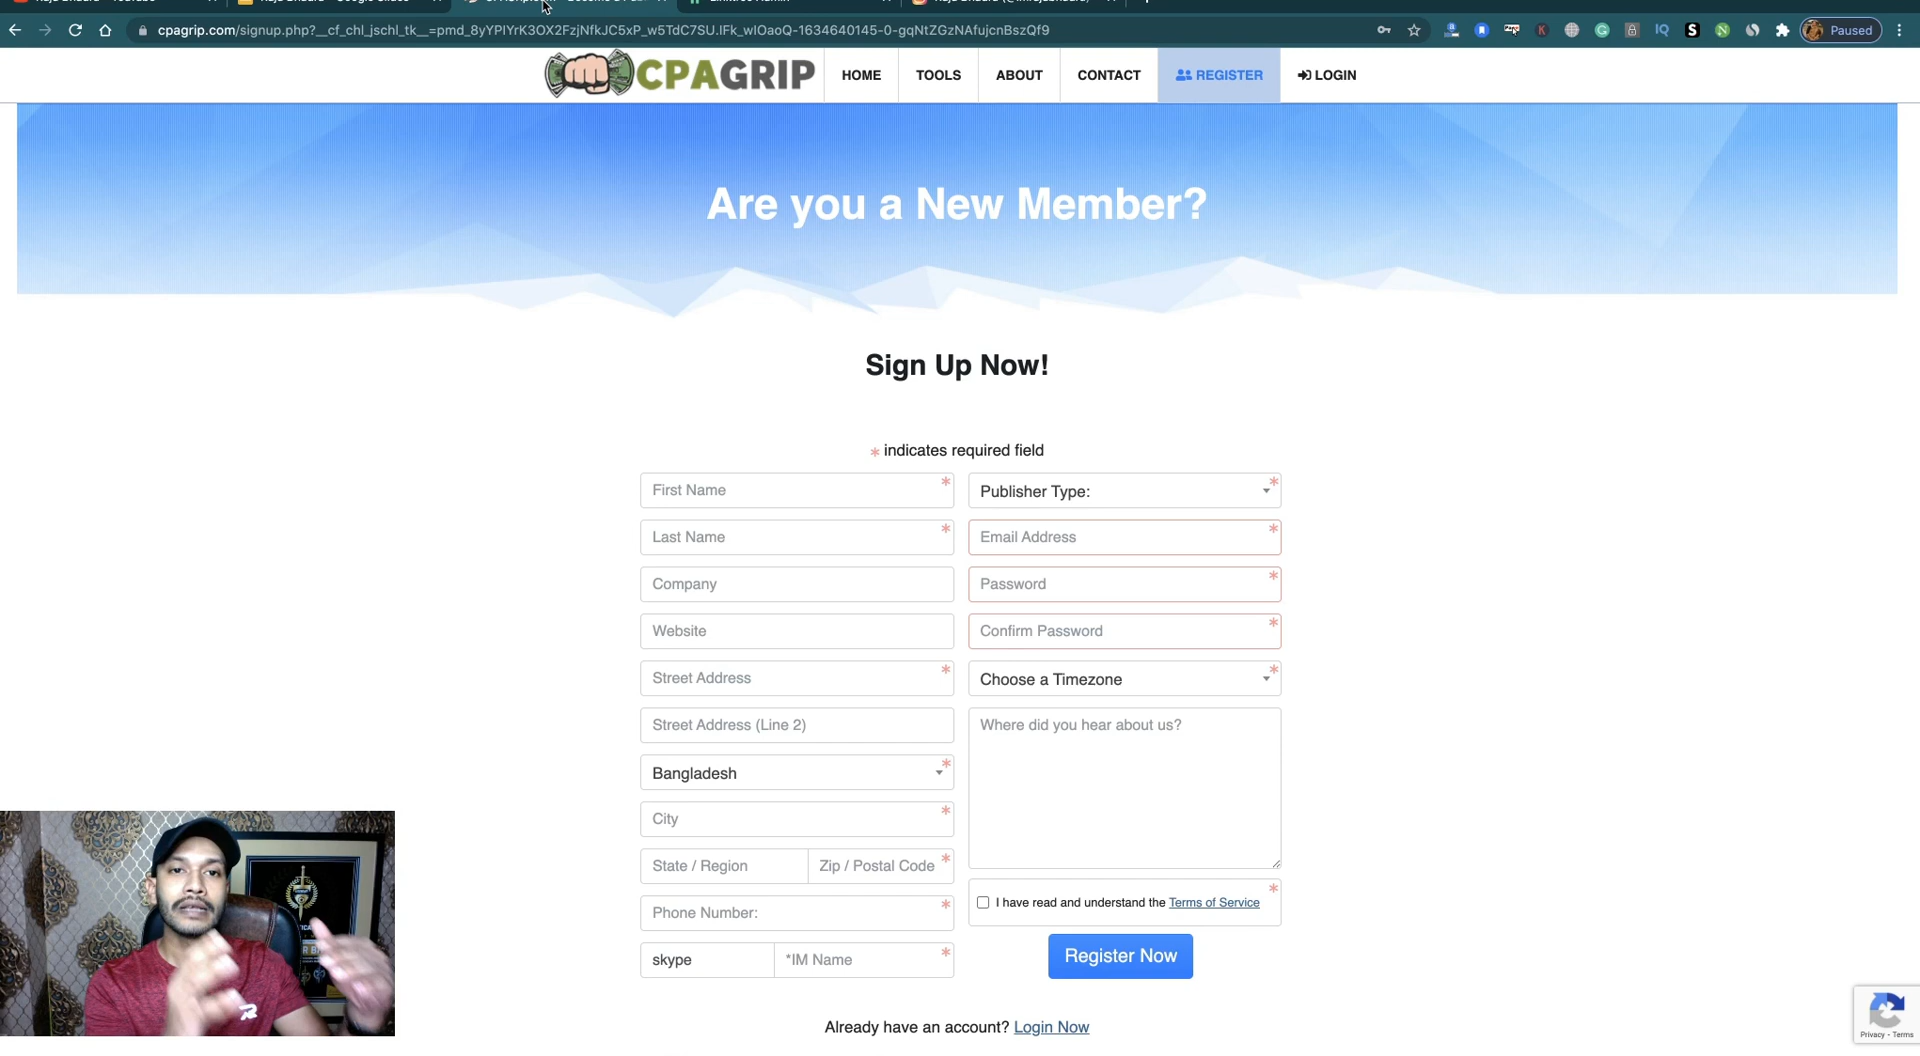 cpagrip.com/signup.php?__cf_chl_jschl_tk__=pmd_8yYPIYrK3OX2FzjNfkJC5xP_w5TdC7SU.IFk_wIOaoQ-1634640145-0-gqNtZGzNAfujcnBszQf9
Paused
CPAGRIP
HOME
TOOLS
ABOUT
CONTACT
REGISTER
LOGIN
Are you a New Member?
Sign Up Now!
* indicates required field
First Name *
Publisher Type: *
Last Name *
Email Address *
Company
Password *
Website
Confirm Password *
Street Address *
Choose a Timezone *
Street Address (Line 2)
Where did you hear about us?
Bangladesh *
City *
State / Region
Zip / Postal Code *
I have read and understand the Terms of Service *
Phone Number: *
Register Now
skype
*IM Name *
Already have an account? Login Now
Privacy - Terms